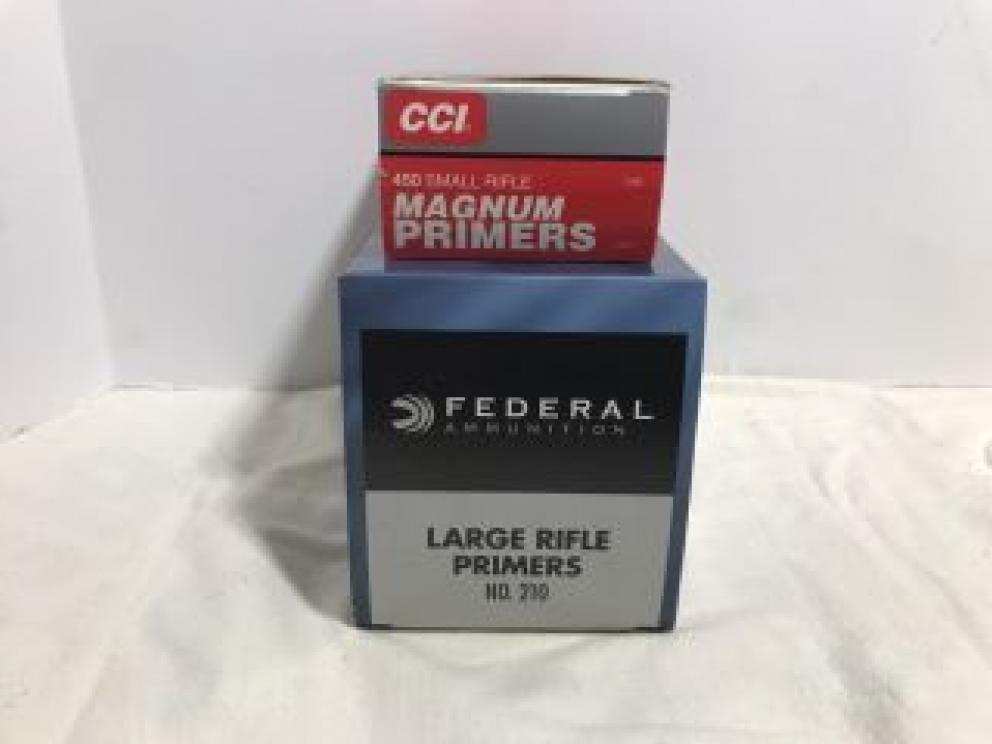 CCI
450 SMALL RIFLE
MAGNUM
PRIMERS
FEDERAL
AMMUNITION
LARGE RIFLE
PRIMERS
NO. 210